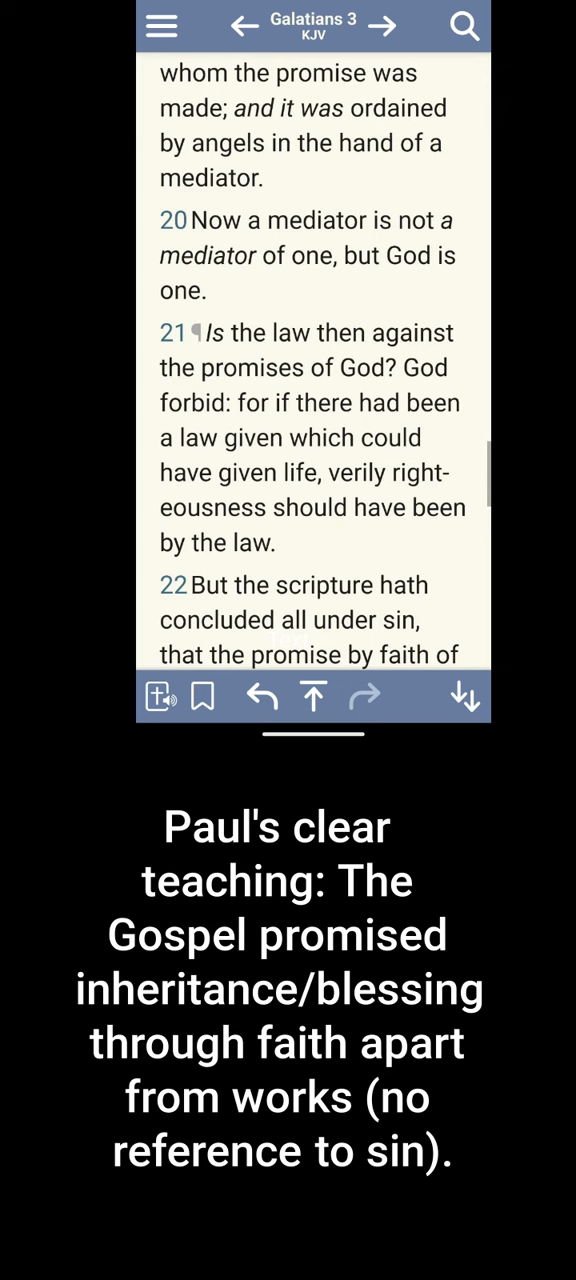 Galatians 3
KJV
whom the promise was
made; and it was ordained
by angels in the hand of a
mediator.
20 Now a mediator is not a
mediator of one, but God is
one.
21 ¶ Is the law then against
the promises of God? God
forbid: for if there had been
a law given which could
have given life, verily right-
eousness should have been
by the law.
22 But the scripture hath
concluded all under sin,
that the promise by faith of
Paul's clear
teaching: The
Gospel promised
inheritance/blessing
through faith apart
from works (no
reference to sin).